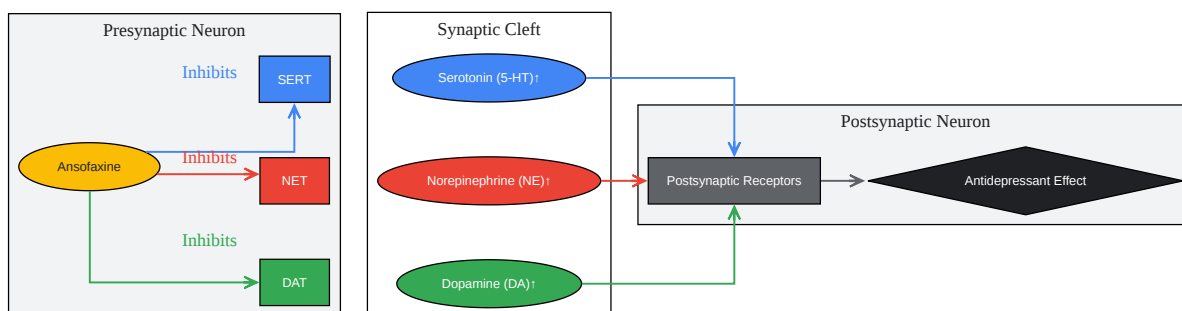 Presynaptic Neuron
Inhibits
SERT
Ansofaxine
Inhibits
NET
Inhibits
DAT
Synaptic Cleft
Serotonin (5-HT)↑
Norepinephrine (NE)↑
Dopamine (DA)↑
Postsynaptic Neuron
Postsynaptic Receptors
Antidepressant Effect